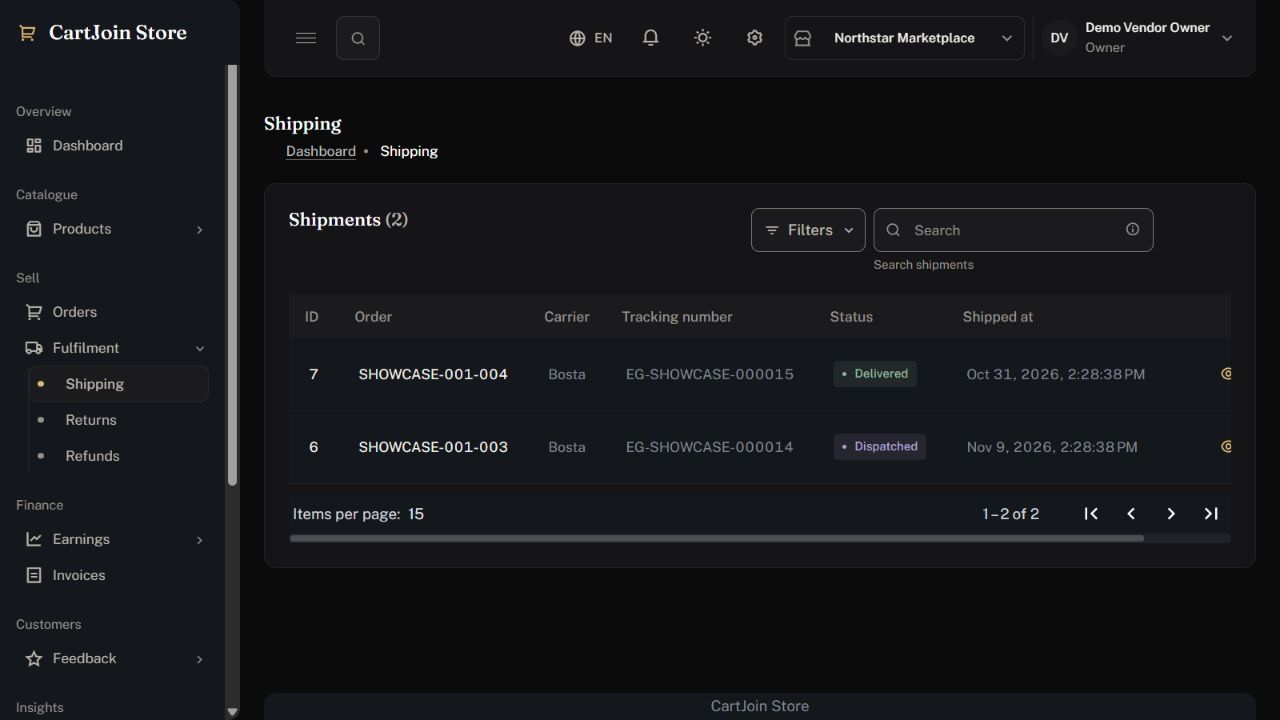 CartJoin Store
EN
Northstar Marketplace
DV
Demo Vendor Owner
Owner
Overview
Dashboard
Catalogue
Products
Sell
Orders
Fulfilment
Shipping
Returns
Refunds
Finance
Earnings
Invoices
Customers
Feedback
Insights
Shipping
Dashboard • Shipping
Shipments (2)
Filters
Search
Search shipments
ID Order Carrier Tracking number Status Shipped at
7 SHOWCASE-001-004 Bosta EG-SHOWCASE-000015 • Delivered Oct 31, 2026, 2:28:38 PM
6 SHOWCASE-001-003 Bosta EG-SHOWCASE-000014 • Dispatched Nov 9, 2026, 2:28:38 PM
Items per page: 15 1–2 of 2
CartJoin Store